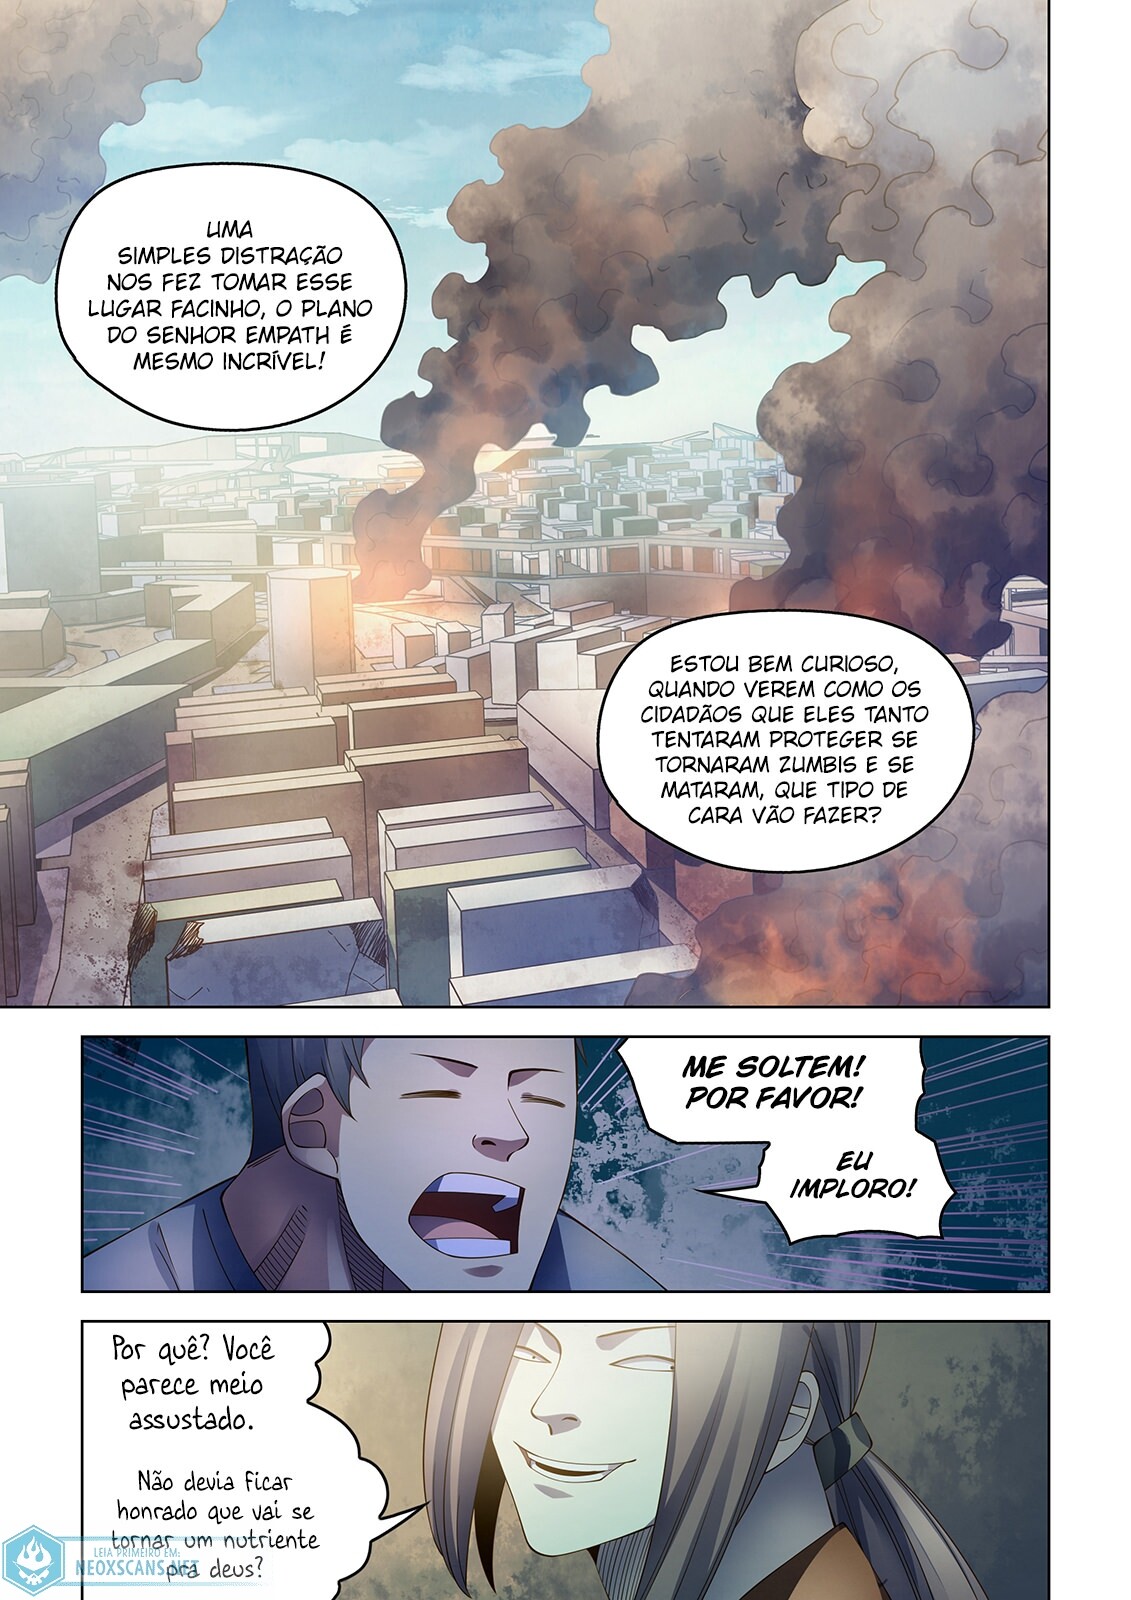 UMA
SIMPLES DISTRAÇÃO
NOS FEZ TOMAR ESSE
LUGAR FACINHO, O PLANO
DO SENHOR EMPATH É
MESMO INCRÍVEL!
ESTOU BEM CURIOSO,
QUANDO VEREM COMO OS
CIDADÃOS QUE ELES TANTO
TENTARAM PROTEGER SE
TORNARAM ZUMBIS E SE
MATARAM, QUE TIPO DE
CARA VÃO FAZER?
ME SOLTEM!
POR FAVOR!
EU
IMPLORO!
Por quê? Você
parece meio
assustado.
Não devia ficar
honrado que vai se
tornar um nutriente
pra deus?
LEIA PRIMEIRO EM:
NEOXSCANS.NET